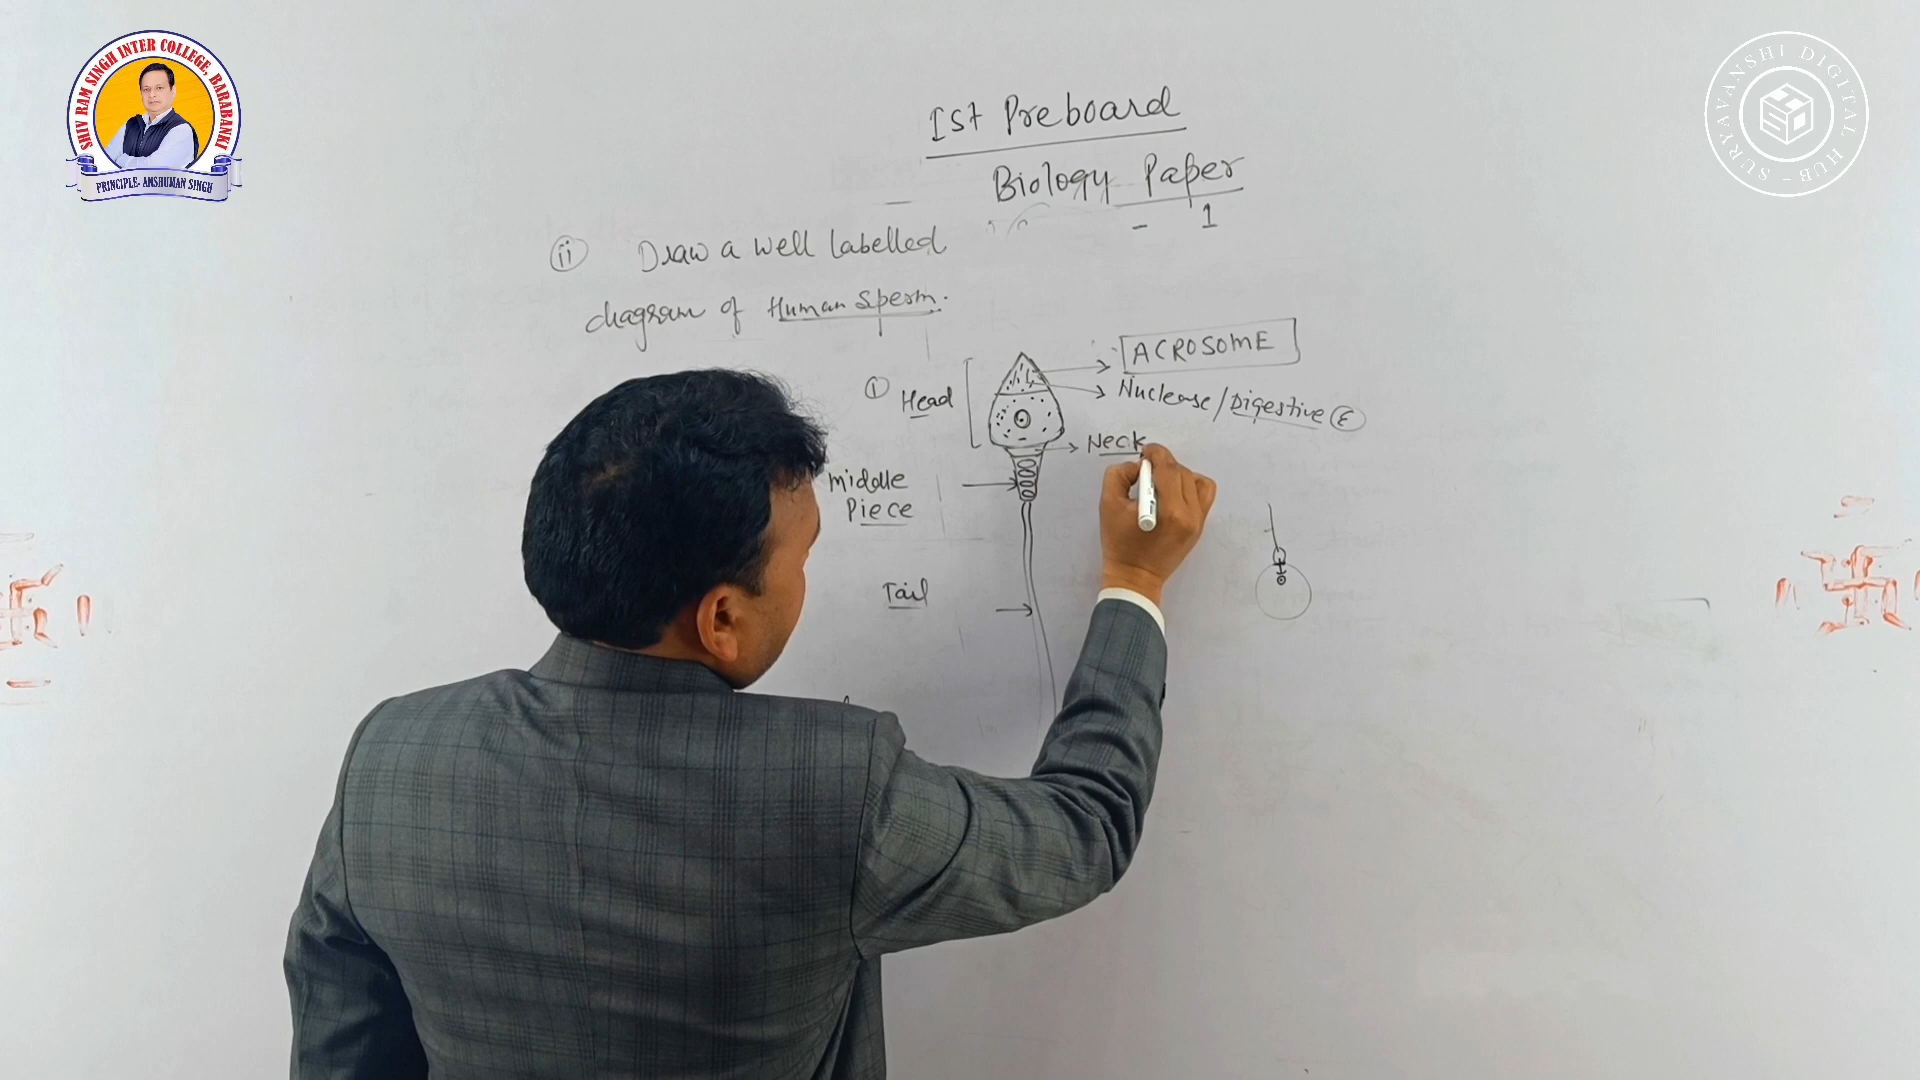 SHIV RAM SINGH INTER COLLEGE, BARABANKI
PRINCIPLE- ANSHUMAN SINGH
SURYAVANSHI DIGITAL HUB -
Ist Preboard
Biology Paper
- 1
(ii) Draw a well labelled
diagram of Human Sperm.
ACROSOME
① Head
Nuclease/Digestive (E)
Neck
Middle
Piece
Tail